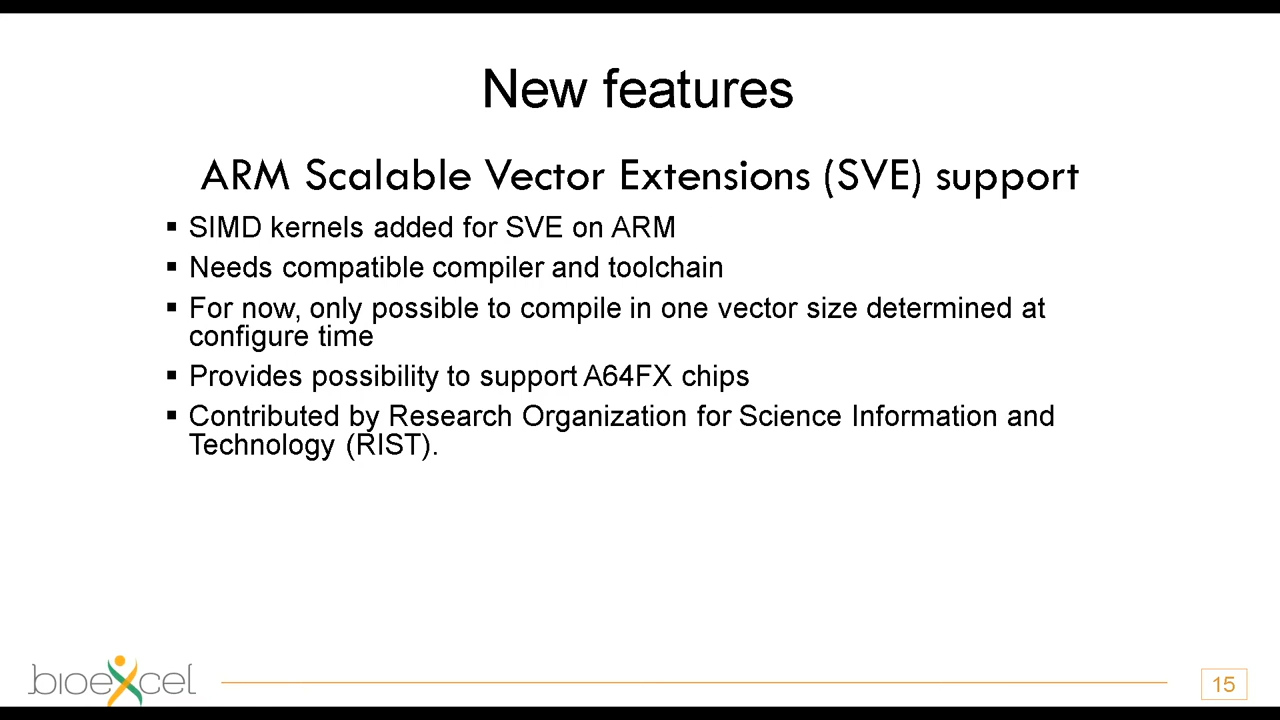 New features
ARM Scalable Vector Extensions (SVE) support
▪ SIMD kernels added for SVE on ARM
▪ Needs compatible compiler and toolchain
▪ For now, only possible to compile in one vector size determined at
configure time
▪ Provides possibility to support A64FX chips
▪ Contributed by Research Organization for Science Information and
Technology (RIST).
bioexcel
15